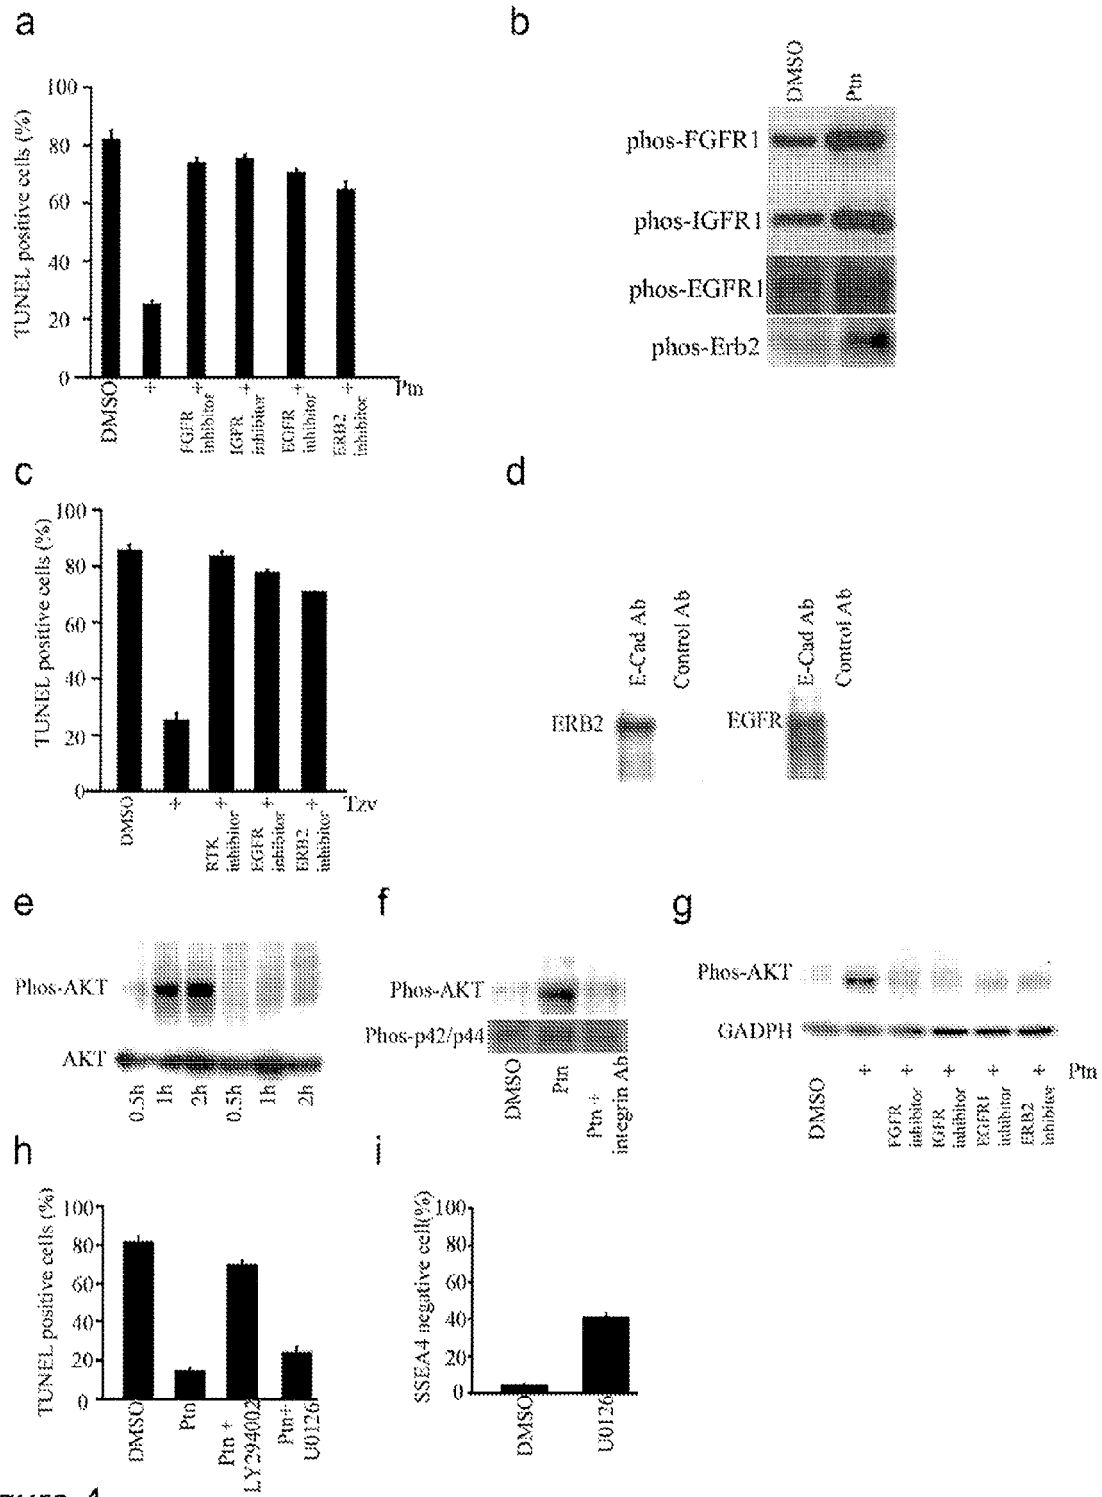 a
TUNEL positive cells (%)
100
80
60
40
20
0
DMSO
+
+
+
+
+
Ptn
FGFR inhibitor
IGFR inhibitor
EGFR inhibitor
ERB2 inhibitor
b
DMSO
Ptn
phos-FGFR1
phos-IGFR1
phos-EGFR1
phos-Erb2
c
TUNEL positive cells (%)
100
80
60
40
20
0
DMSO
+
+
+
+
Tzv
RTK inhibitor
EGFR inhibitor
ERB2 inhibitor
d
E-Cad Ab
Control Ab
ERB2
E-Cad Ab
Control Ab
EGFR
e
Phos-AKT
AKT
0.5h
1h
2h
0.5h
1h
2h
f
Phos-AKT
Phos-p42/p44
DMSO
Ptn
Ptn +
integrin Ab
g
Phos-AKT
GADPH
DMSO
+
+
+
+
+
Ptn
FGFR inhibitor
IGFR inhibitor
EGFR1 inhibitor
ERB2 inhibitor
h
TUNEL positive cells (%)
100
80
60
40
20
0
DMSO
Ptn
Ptn +
LY294002
Ptn+
U0126
i
SSEA4 negative cell(%)
100
80
60
40
20
0
DMSO
U0126